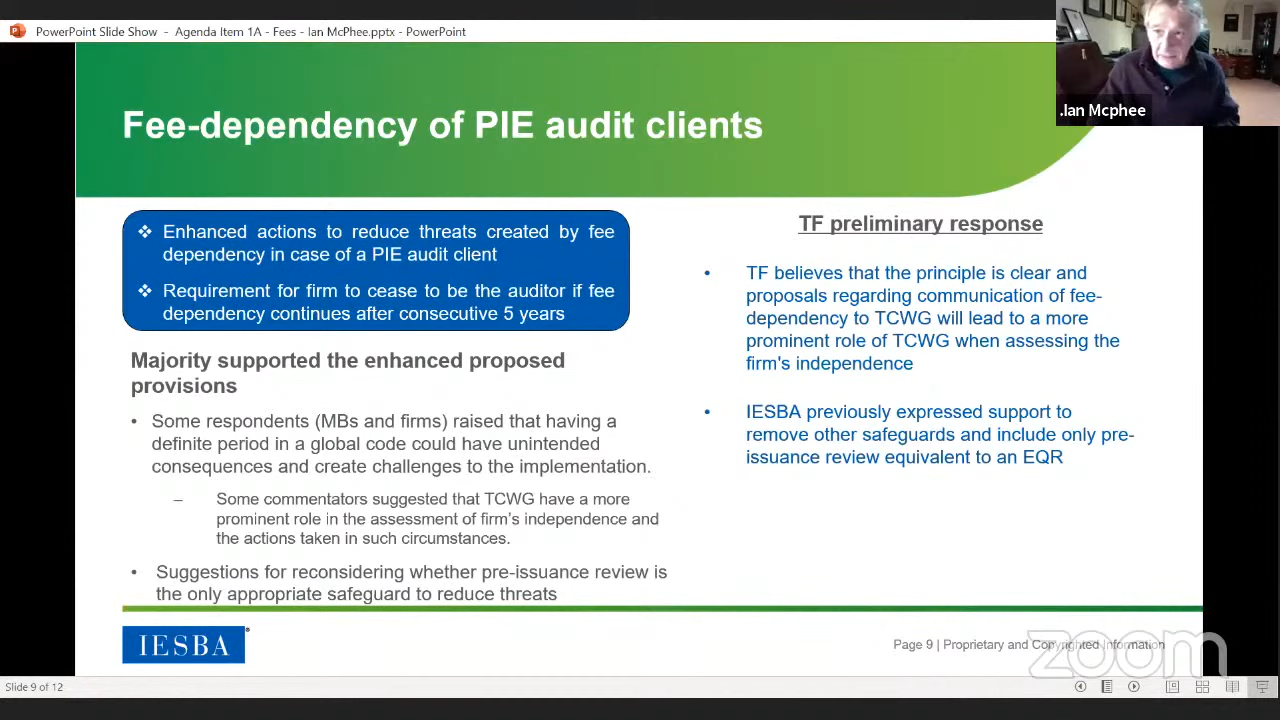 PowerPoint Slide Show - Agenda Item 1A - Fees - Ian McPhee.pptx - PowerPoint
.Ian Mcphee
Fee-dependency of PIE audit clients
❖ Enhanced actions to reduce threats created by fee
dependency in case of a PIE audit client
❖ Requirement for firm to cease to be the auditor if fee
dependency continues after consecutive 5 years
Majority supported the enhanced proposed
provisions
• Some respondents (MBs and firms) raised that having a
definite period in a global code could have unintended
consequences and create challenges to the implementation.
– Some commentators suggested that TCWG have a more
prominent role in the assessment of firm's independence and
the actions taken in such circumstances.
• Suggestions for reconsidering whether pre-issuance review is
the only appropriate safeguard to reduce threats
TF preliminary response
• TF believes that the principle is clear and
proposals regarding communication of fee-
dependency to TCWG will lead to a more
prominent role of TCWG when assessing the
firm's independence
• IESBA previously expressed support to
remove other safeguards and include only pre-
issuance review equivalent to an EQR
IESBA®
Page 9 | Proprietary and Copyrighted Information
zoom
Slide 9 of 12